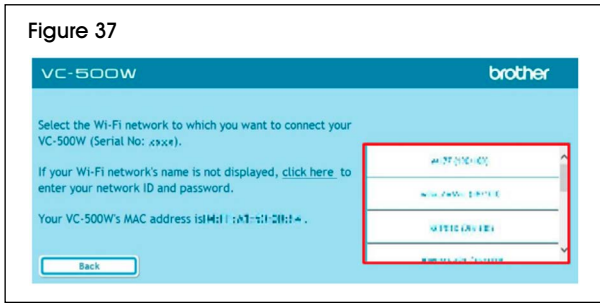 Figure 37
VC-500W
brother
Select the Wi-Fi network to which you want to connect your
VC-500W (Serial No: ).
If your Wi-Fi network's name is not displayed, click here to
enter your network ID and password.
Your VC-500W's MAC address is
Back